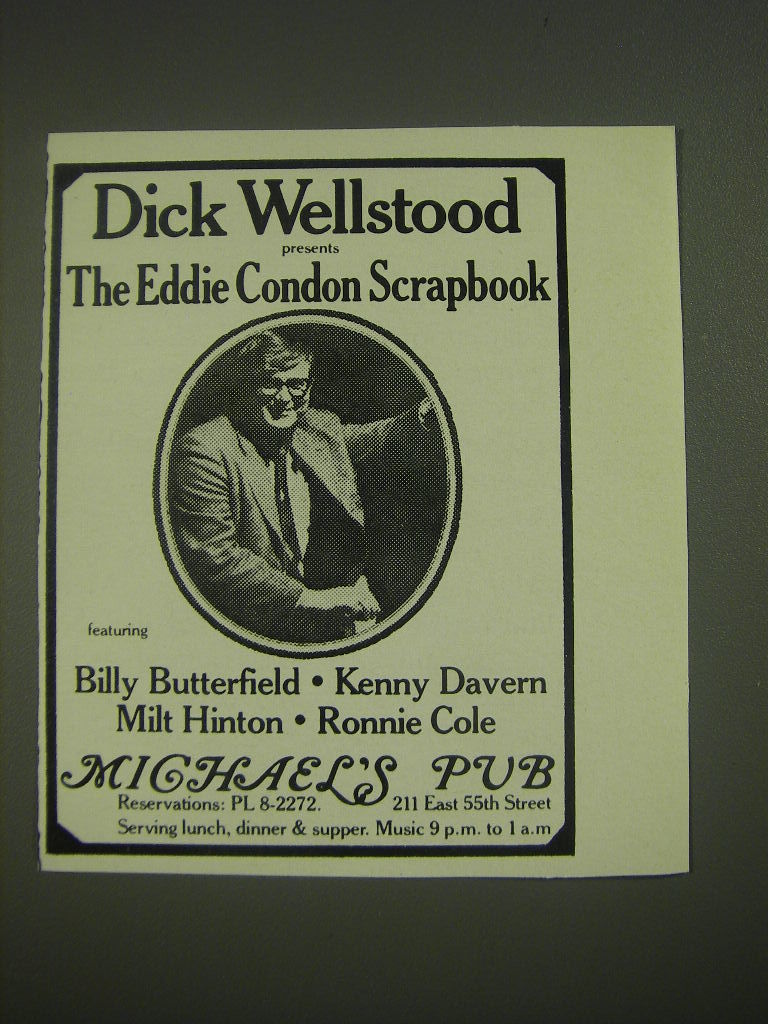 Dick Wellstood
presents
The Eddie Condon Scrapbook
featuring
Billy Butterfield • Kenny Davern
Milt Hinton • Ronnie Cole
MICHAEL'S PUB
Reservations: PL 8-2272. 211 East 55th Street
Serving lunch, dinner & supper. Music 9 p.m. to 1 a.m